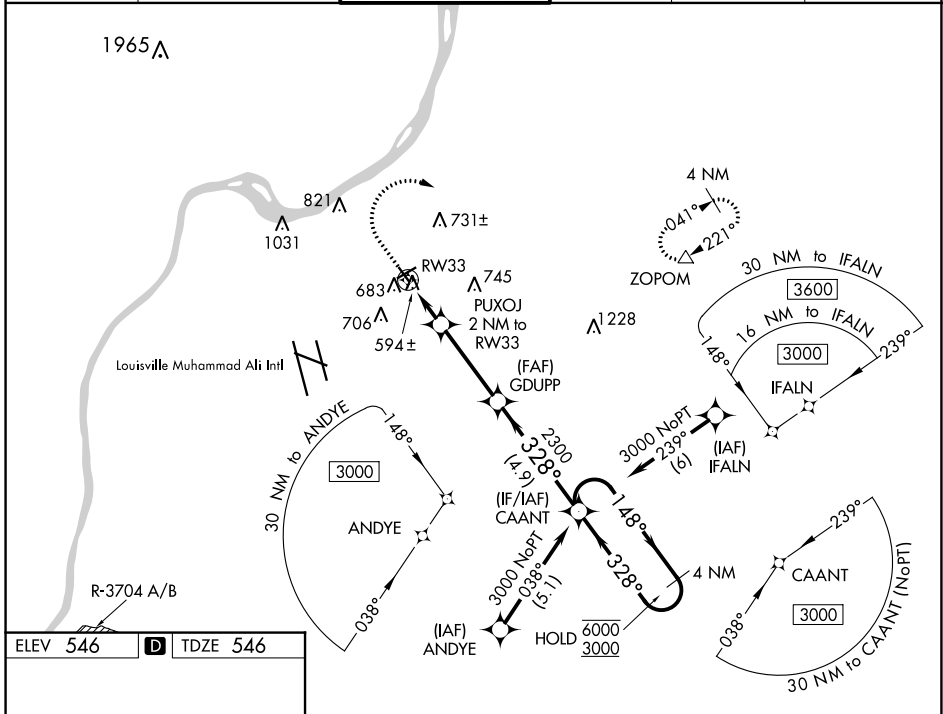 1965
4 NM
041°
221°
ZOPOM
821
1031
731±
RW33
683
745
PUXOJ
2 NM to
RW33
706
594±
1228
30 NM to IFALN
3600
16 NM to IFALN
3000
148°
239°
IFALN
Louisville Muhammad Ali Intl
(FAF)
GDUPP
30 NM to ANDYE
148°
3000
ANDYE
038°
2300
328°
(4.9)
3000 NoPT
239°
(6)
(IAF)
IFALN
(IF/IAF)
CAANT
148°
328°
4 NM
3000 NoPT
038°
(5.1)
(IAF)
ANDYE
HOLD
6000
3000
239°
CAANT
038°
3000
30 NM to CAANT (NoPT)
R-3704 A/B
ELEV 546
D
TDZE 546